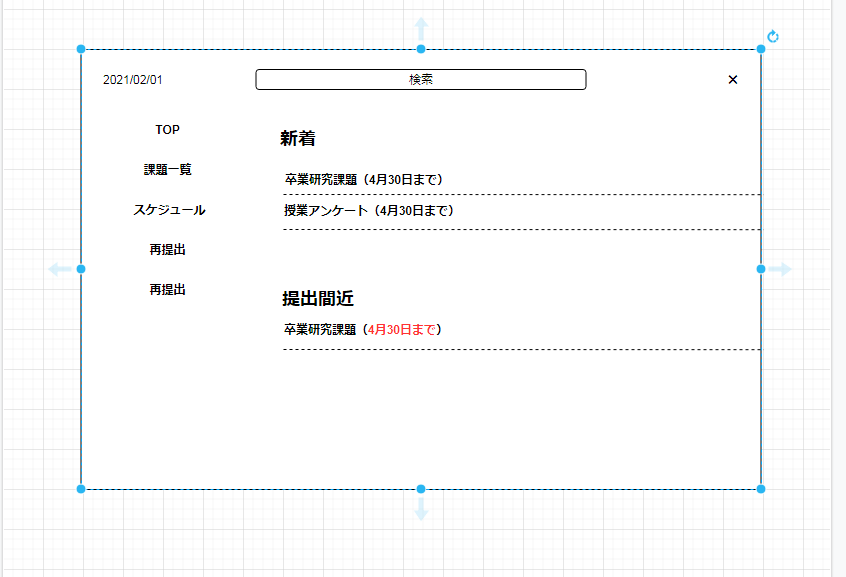 2021/02/01
検索
✕
TOP
課題一覧
スケジュール
再提出
再提出
新着
卒業研究課題（4月30日まで）
授業アンケート（4月30日まで）
提出間近
卒業研究課題（4月30日まで）